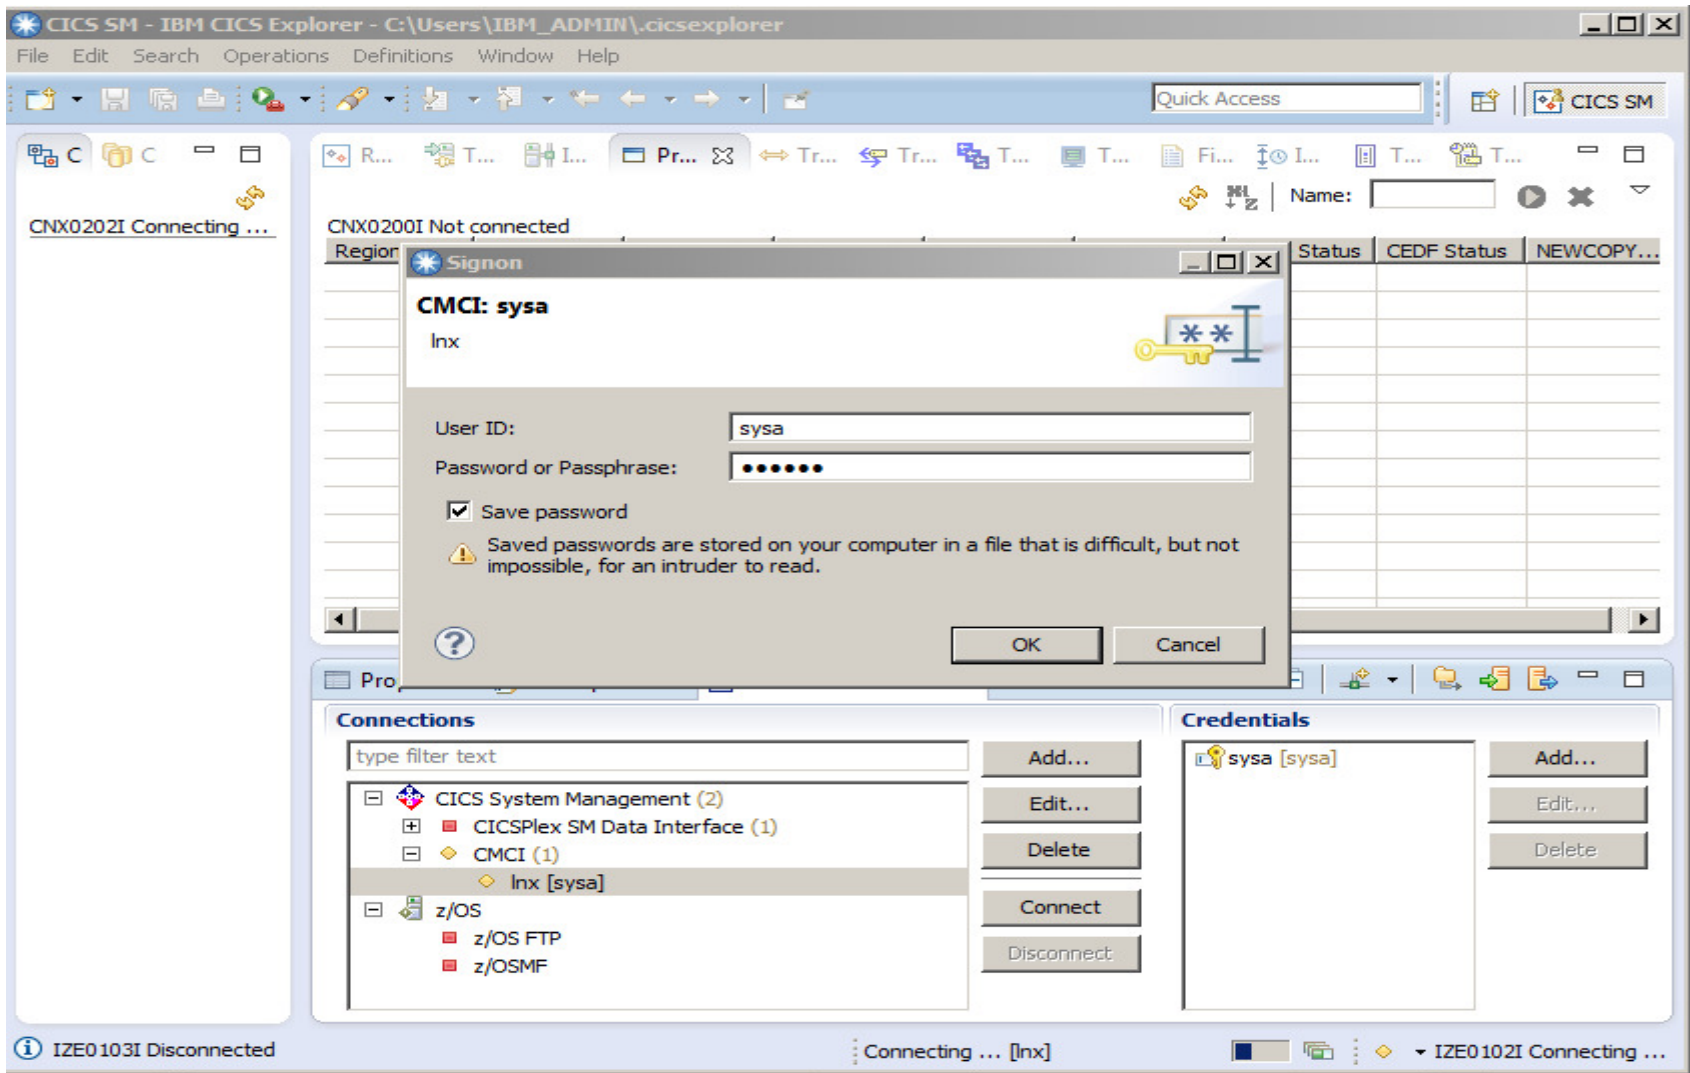 CICS SM - IBM CICS Explorer - C:\Users\IBM_ADMIN\.cicsexplorer
File Edit Search Operations Definitions Window Help
Quick Access
CICS SM
C C
R... T... I... Pr... Tr... Tr... T... T... Fi... I... T... T...
Name:
CNX0202I Connecting ...
CNX0200I Not connected
Region Status CEDF Status NEWCOPY...
Signon
CMCI: sysa
lnx
**
User ID: sysa
Password or Passphrase: ●●●●●●
Save password
Saved passwords are stored on your computer in a file that is difficult, but not
impossible, for an intruder to read.
?
OK Cancel
Pro
Connections
type filter text
CICS System Management (2)
CICSPlex SM Data Interface (1)
CMCI (1)
lnx [sysa]
z/OS
z/OS FTP
z/OSMF
Add...
Edit...
Delete
Connect
Disconnect
Credentials
sysa [sysa]
Add...
Edit...
Delete
IZE0103I Disconnected
Connecting ... [lnx]
IZE0102I Connecting ...